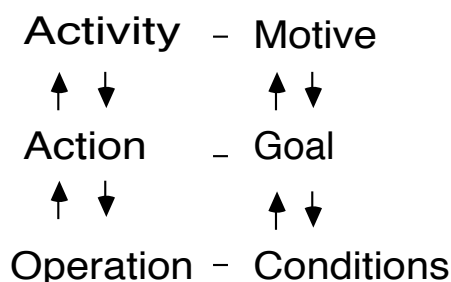 Activity – Motive
Action – Goal
Operation – Conditions